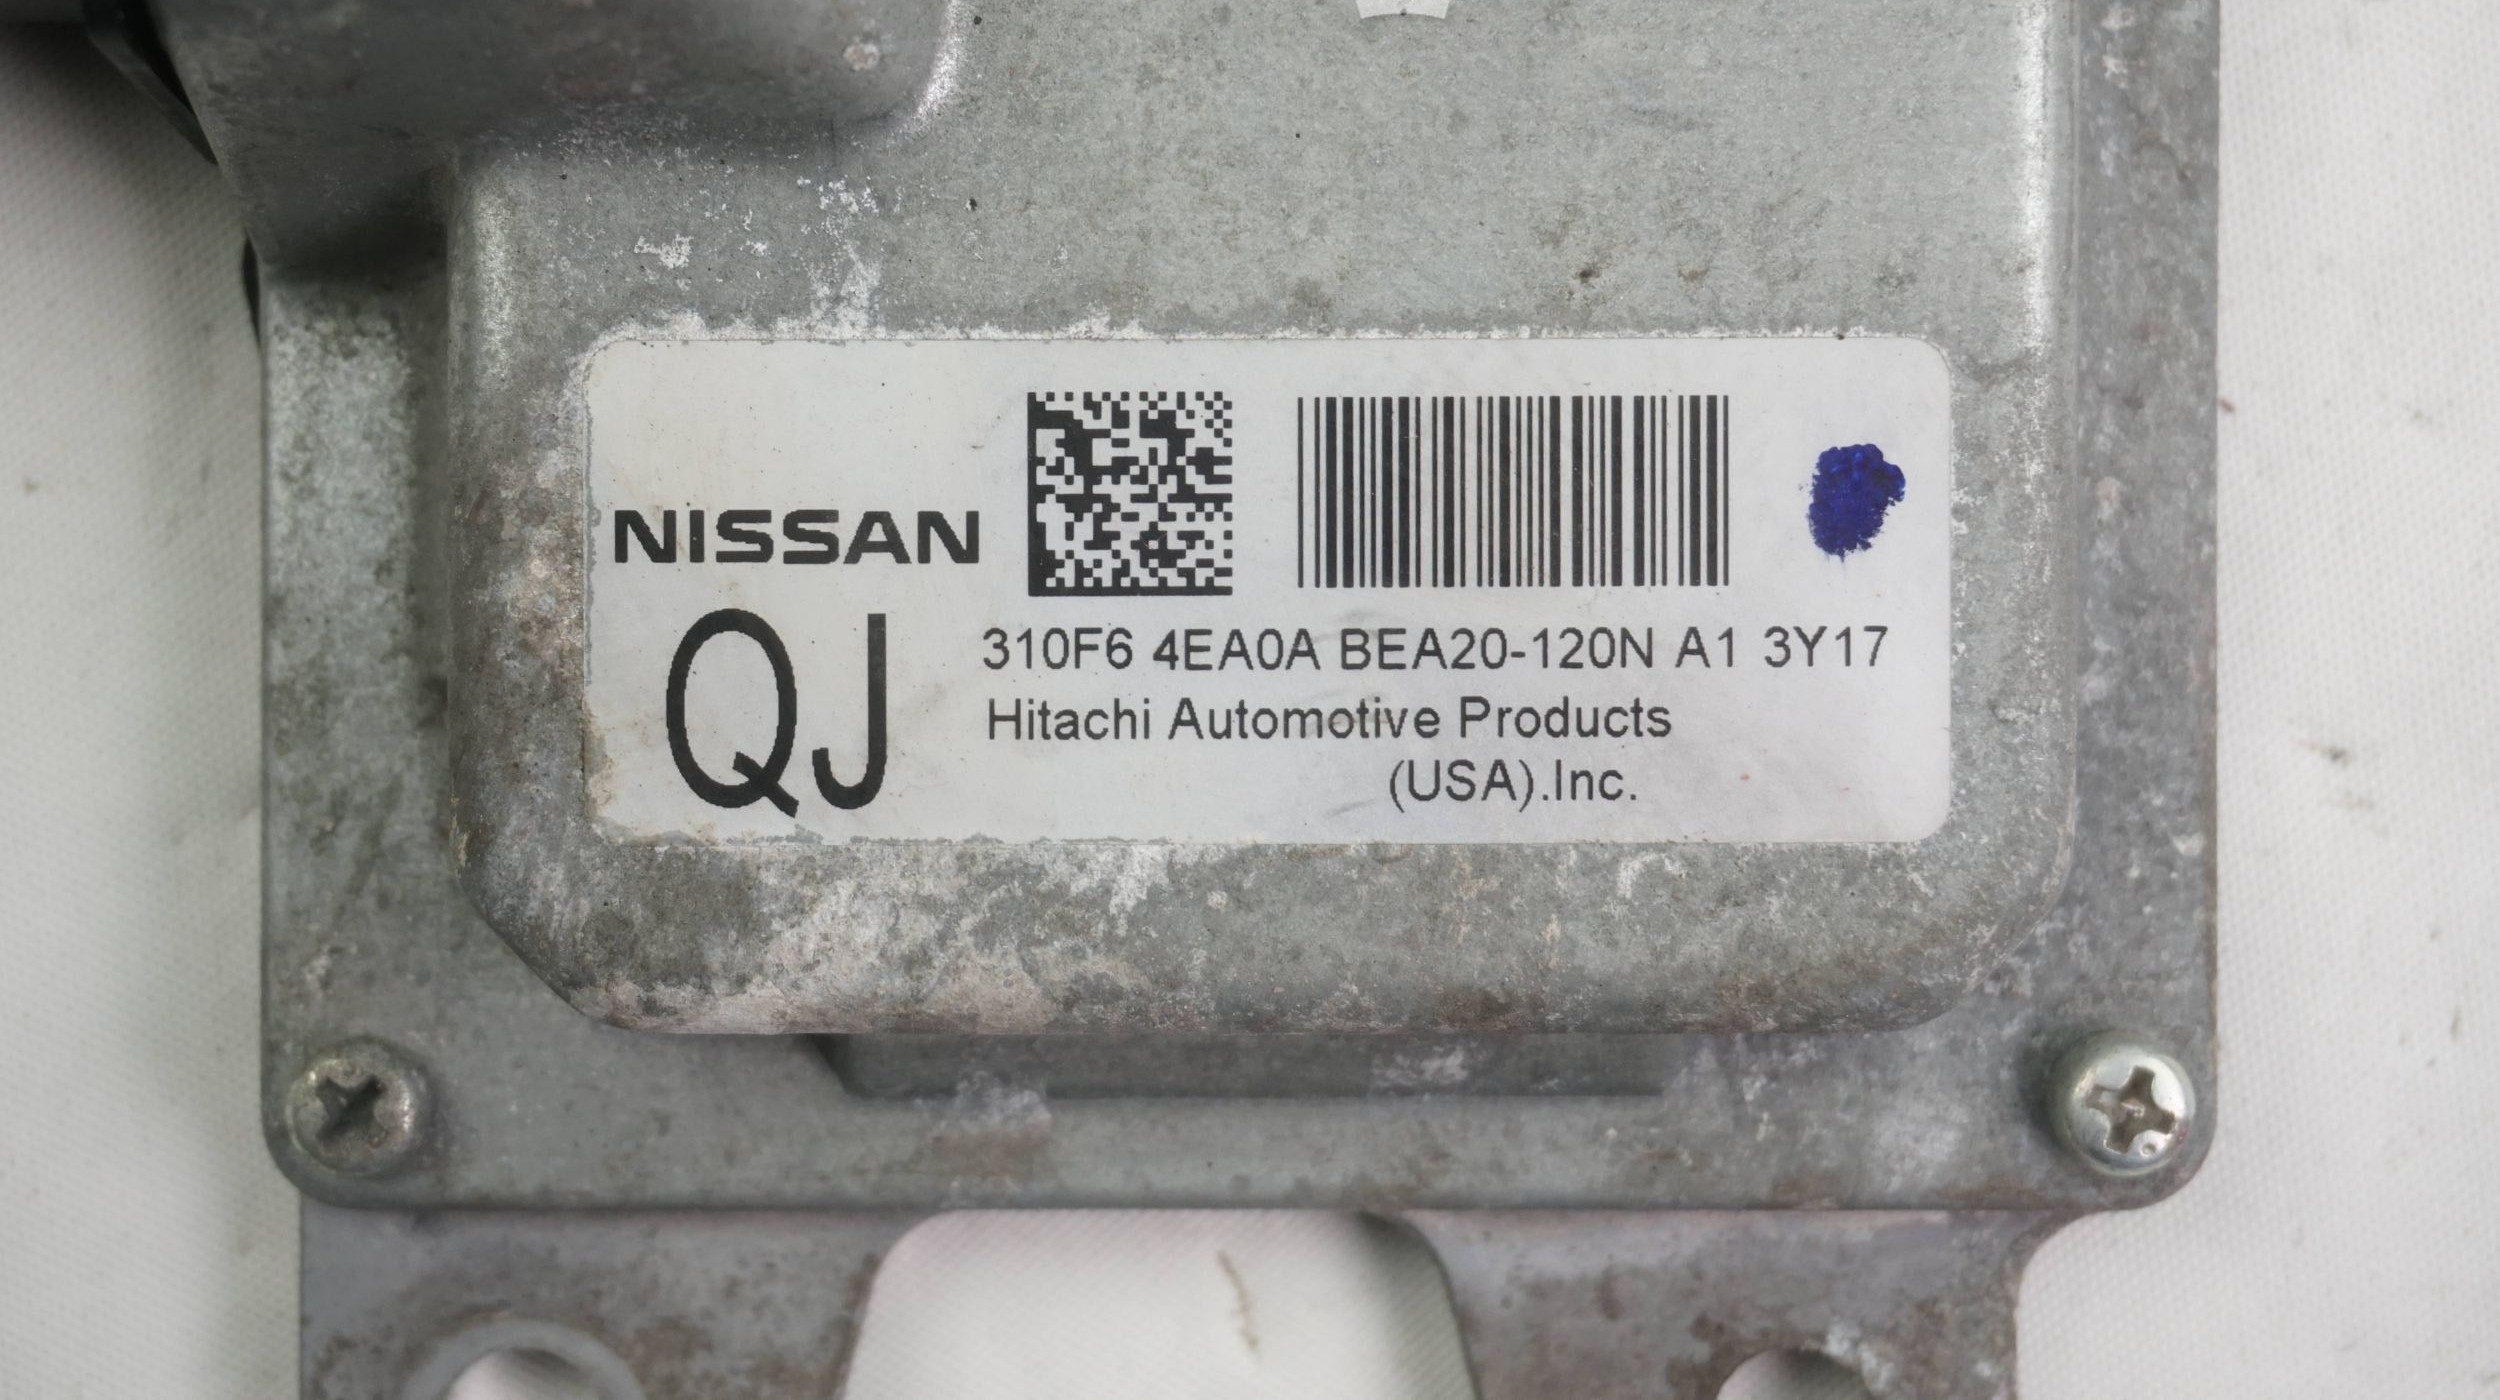 NISSAN
QJ
310F6 4EA0A BEA20-120N A1 3Y17
Hitachi Automotive Products
(USA).Inc.